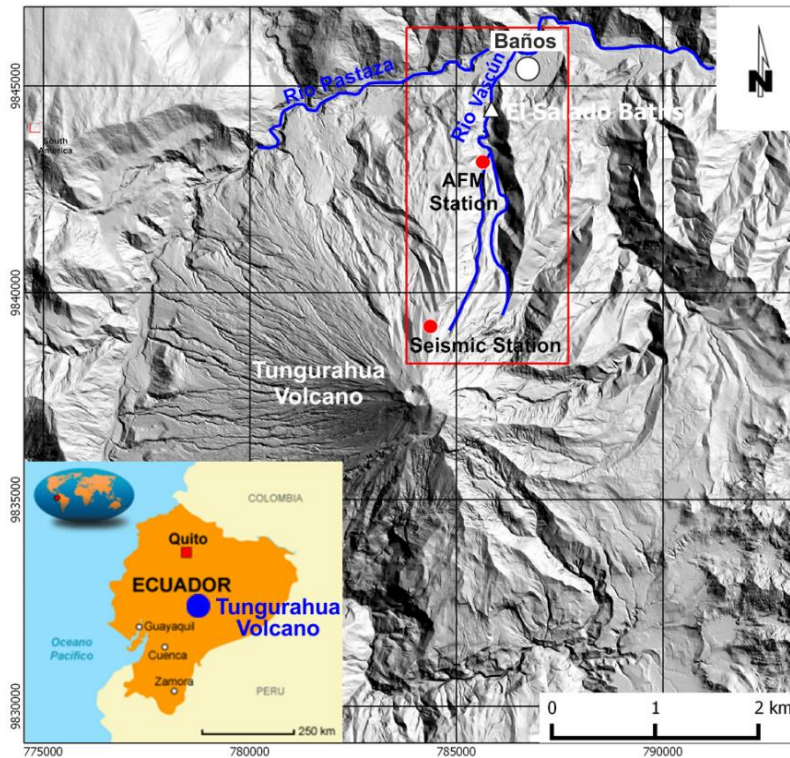 Baños
N
Río Pastaza
Río Vascún
El Salado Baths
South
America
AFM
Station
Seismic Station
Tungurahua
Volcano
9845000
9840000
9835000
9830000
COLOMBIA
Quito
ECUADOR
Tungurahua
Volcano
Guayaquil
Oceano
Pacifico
Cuenca
Zamora
PERU
250 km
0 1 2 km
775000 780000 785000 790000